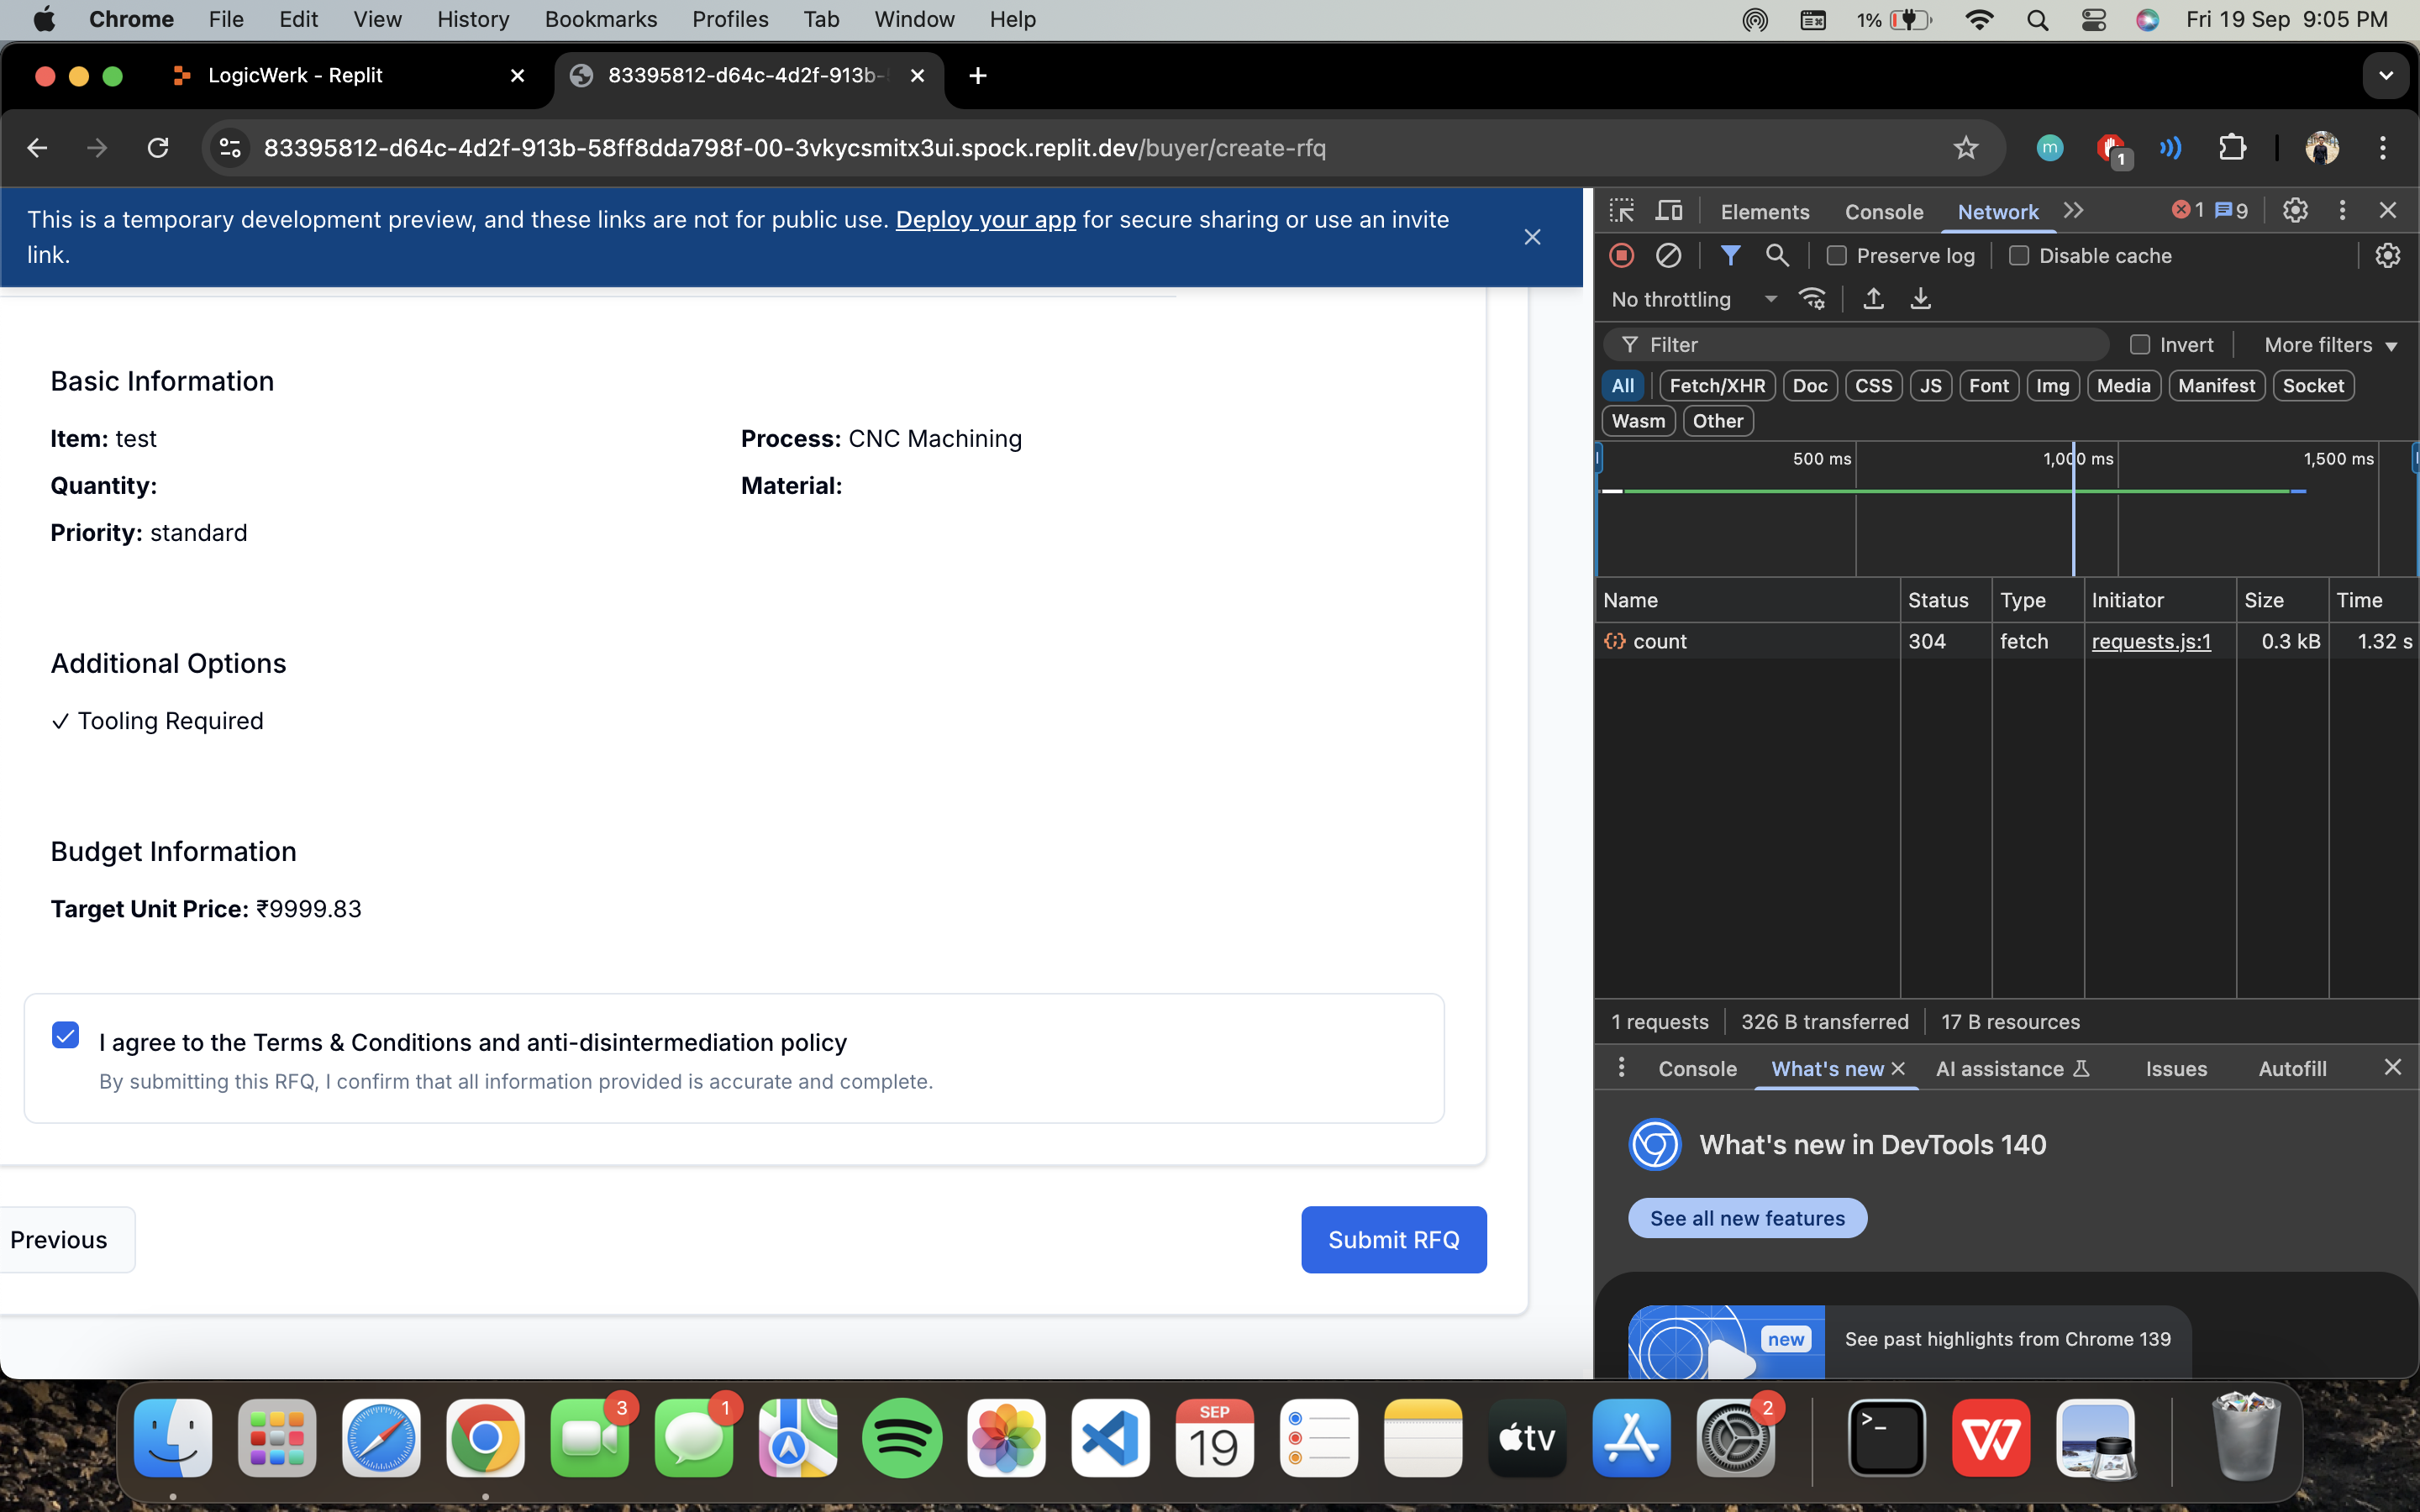 Chrome File Edit View History Bookmarks Profiles Tab Window Help 1% Fri 19 Sep 9:05 PM
LogicWerk - Replit
83395812-d64c-4d2f-913b-
83395812-d64c-4d2f-913b-58ff8dda798f-00-3vkycsmitx3ui.spock.replit.dev/buyer/create-rfq
m
1
This is a temporary development preview, and these links are not for public use. Deploy your app for secure sharing or use an invite
link.
Basic Information
Item: test
Process: CNC Machining
Quantity:
Material:
Priority: standard
Additional Options
✓ Tooling Required
Budget Information
Target Unit Price: ₹9999.83
I agree to the Terms & Conditions and anti-disintermediation policy
By submitting this RFQ, I confirm that all information provided is accurate and complete.
Previous
Submit RFQ
Elements Console Network 1 9
Preserve log Disable cache
No throttling
Filter Invert More filters
All Fetch/XHR Doc CSS JS Font Img Media Manifest Socket
Wasm Other
500 ms 1,000 ms 1,500 ms
Name Status Type Initiator Size Time
count 304 fetch requests.js:1 0.3 kB 1.32 s
1 requests 326 B transferred 17 B resources
Console What's new AI assistance Issues Autofill
What's new in DevTools 140
See all new features
new
See past highlights from Chrome 139
3
1
SEP
19
tv
2
>_
W